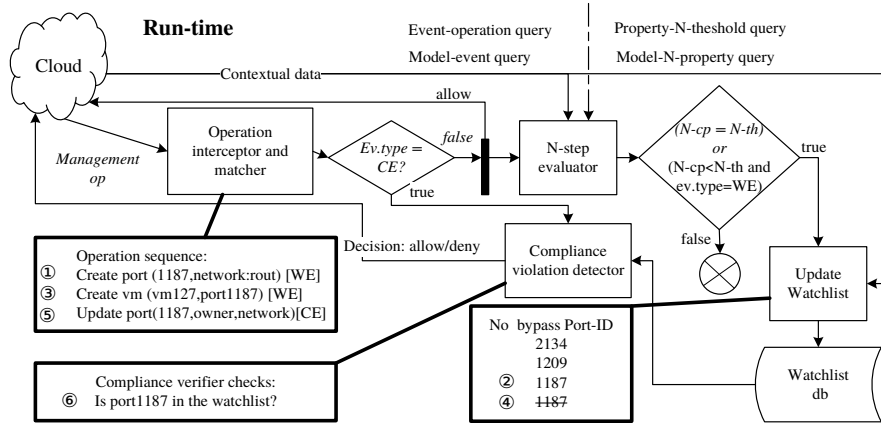 Run-time
Event-operation query
Property-N-theshold query
Model-event query
Model-N-property query
Cloud
Contextual data
allow
Management
op
Operation
interceptor and
matcher
Ev.type =
CE?
false
true
N-step
evaluator
(N-cp = N-th)
or
(N-cp<N-th and
ev.type=WE)
true
false
Decision: allow/deny
Compliance
violation detector
Update
Watchlist
Watchlist
db
Operation sequence:
① Create port (1187,network:rout) [WE]
③ Create vm (vm127,port1187) [WE]
⑤ Update port(1187,owner,network)[CE]
Compliance verifier checks:
⑥ Is port1187 in the watchlist?
No bypass Port-ID
2134
1209
② 1187
④ 1187